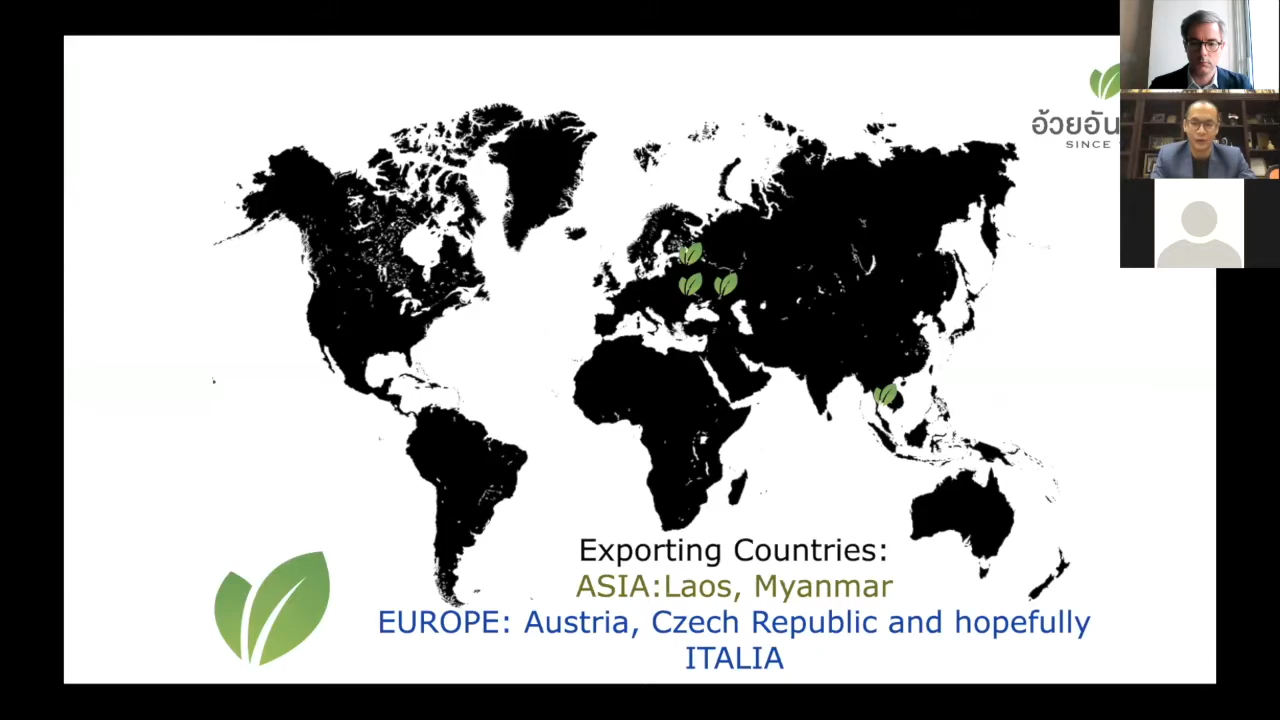 อ้วยอัน
SINCE
Exporting Countries:
ASIA:Laos, Myanmar
EUROPE: Austria, Czech Republic and hopefully
ITALIA